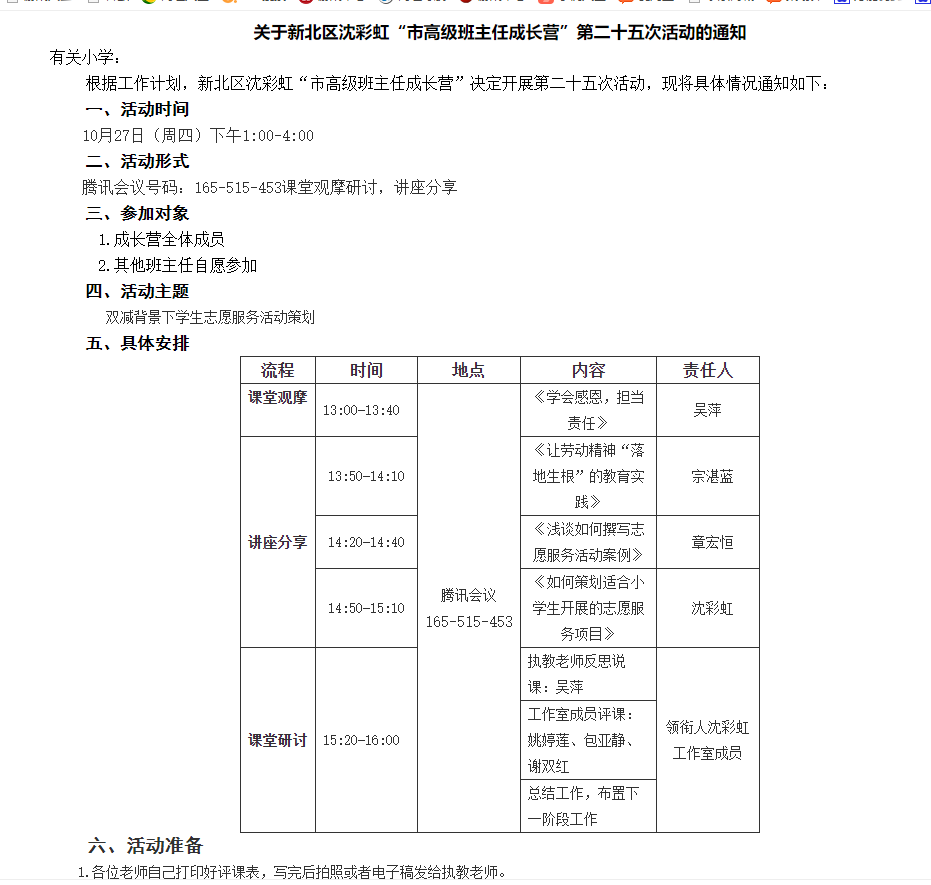 关于新北区沈彩虹“市高级班主任成长营”第二十五次活动的通知
有关小学：
根据工作计划，新北区沈彩虹“市高级班主任成长营”决定开展第二十五次活动，现将具体情况通知如下：
一、活动时间
10月27日（周四）下午1:00-4:00
二、活动形式
腾讯会议号码：165-515-453课堂观摩研讨，讲座分享
三、参加对象
1.成长营全体成员
2.其他班主任自愿参加
四、活动主题
双减背景下学生志愿服务活动策划
五、具体安排
流程 时间 地点 内容 责任人
课堂观摩
13:00-13:40
《学会感恩，担当
责任》
吴萍
讲座分享
13:50-14:10
《让劳动精神“落
地生根”的教育实
践》
宗湛蓝
14:20-14:40
《浅谈如何撰写志
愿服务活动案例》
章宏恒
14:50-15:10
腾讯会议
165-515-453
《如何策划适合小
学生开展的志愿服
务项目》
沈彩虹
课堂研讨
15:20-16:00
执教老师反思说
课：吴萍
工作室成员评课：
姚婷莲、包亚静、
谢双红
总结工作，布置下
一阶段工作
领衔人沈彩虹
工作室成员
六、活动准备
1.各位老师自己打印好评课表，写完后拍照或者电子稿发给执教老师。